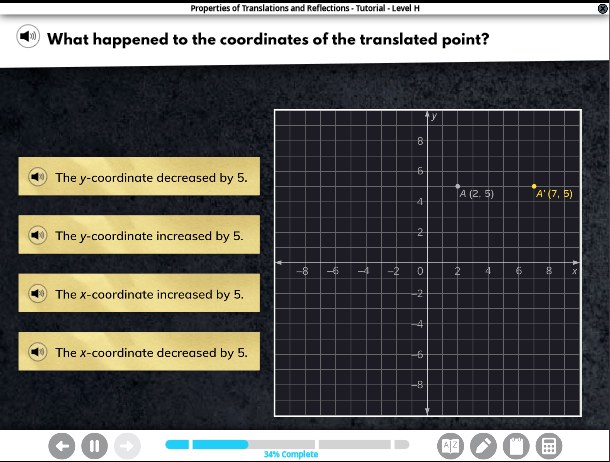 Properties of Translations and Reflections - Tutorial - Level H
What happened to the coordinates of the translated point?
The y-coordinate decreased by 5.
The y-coordinate increased by 5.
The x-coordinate increased by 5.
The x-coordinate decreased by 5.
y
8
6
A (2, 5)
A' (7, 5)
4
2
−8 −6 −4 −2 0 2 4 6 8 x
−2
−4
−6
−8
A Z
34% Complete